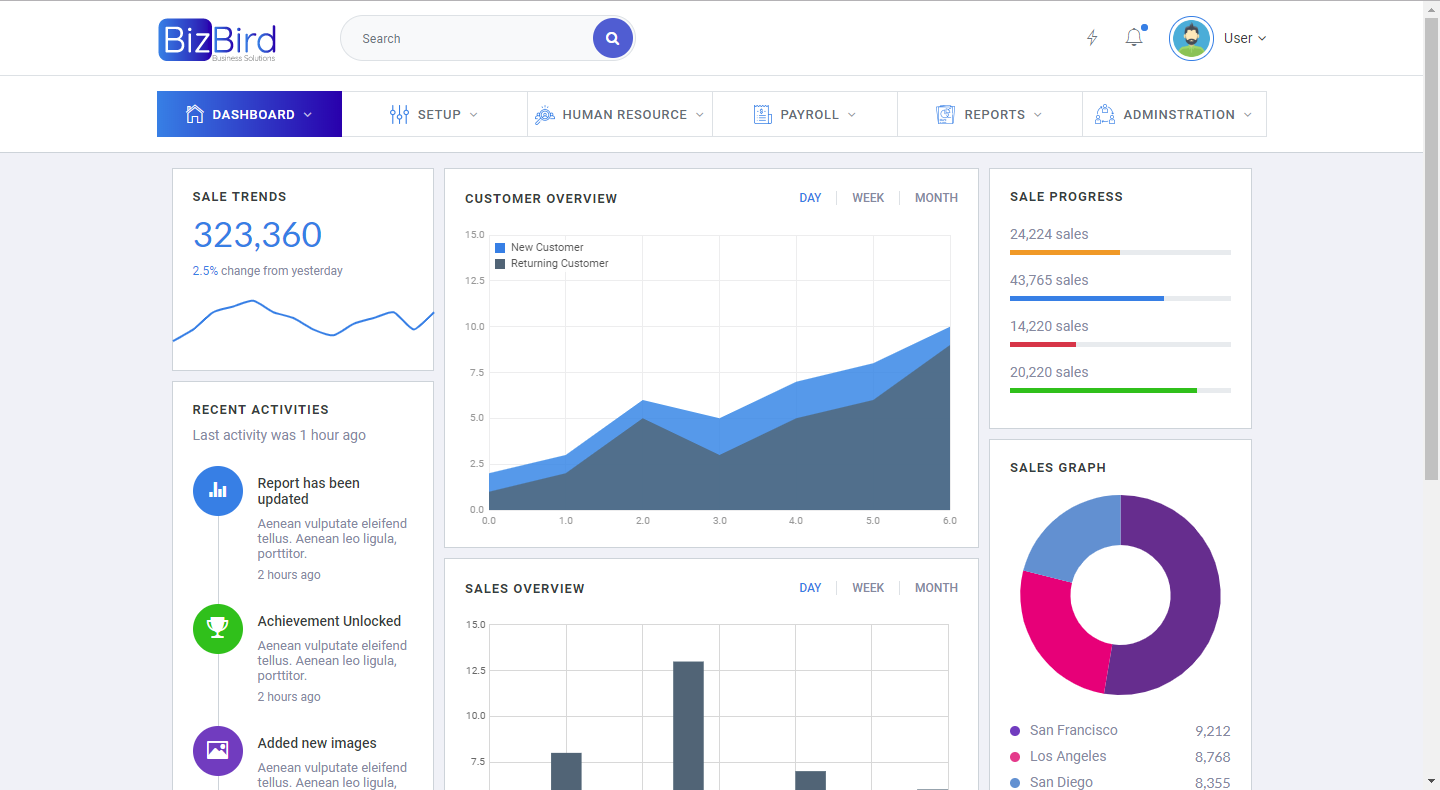 BizBird
Business Solutions
Search
User
DASHBOARD
SETUP
HUMAN RESOURCE
PAYROLL
REPORTS
ADMINSTRATION
SALE TRENDS
323,360
2.5% change from yesterday
RECENT ACTIVITIES
Last activity was 1 hour ago
Report has been
updated
Aenean vulputate eleifend
tellus. Aenean leo ligula,
porttitor.
2 hours ago
Achievement Unlocked
Aenean vulputate eleifend
tellus. Aenean leo ligula,
porttitor.
2 hours ago
Added new images
Aenean vulputate eleifend
tellus. Aenean leo ligula,
CUSTOMER OVERVIEW
DAY
WEEK
MONTH
New Customer
Returning Customer
15.0
12.5
10.0
7.5
5.0
2.5
0.0
0.0 1.0 2.0 3.0 4.0 5.0 6.0
SALES OVERVIEW
DAY
WEEK
MONTH
15.0
12.5
10.0
7.5
SALE PROGRESS
24,224 sales
43,765 sales
14,220 sales
20,220 sales
SALES GRAPH
San Francisco 9,212
Los Angeles 8,768
San Diego 8,355